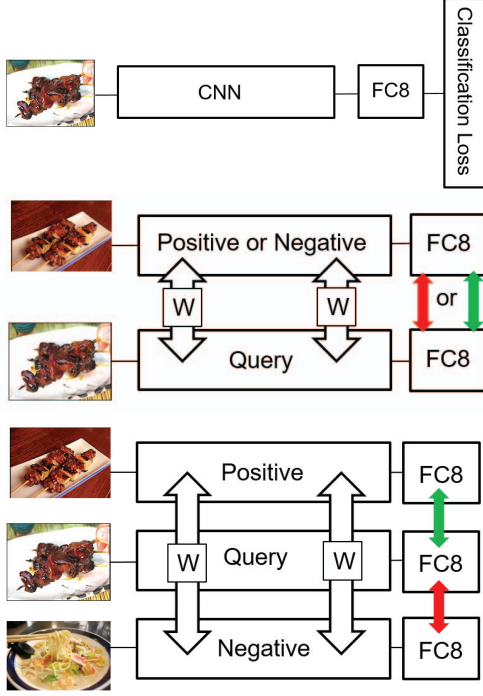 CNN
FC8
Classification Loss
Positive or Negative
FC8
W
W
or
Query
FC8
Positive
FC8
W
Query
W
FC8
Negative
FC8